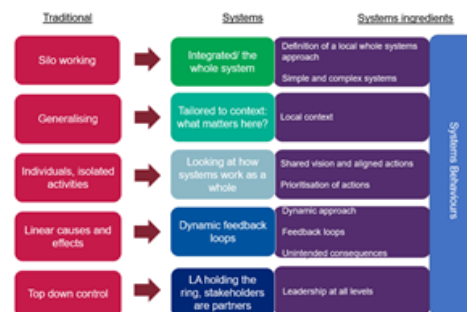 Traditional
Systems
Systems ingredients
Silo working
Integrated/ the
whole system
Definition of a local whole systems
approach
Simple and complex systems
Generalising
Tailored to context:
what matters here?
Local context
Individuals, isolated
activities
Looking at how
systems work as a
whole
Shared vision and aligned actions
Prioritisation of actions
Linear causes and
effects
Dynamic feedback
loops
Dynamic approach
Feedback loops
Unintended consequences
Top down control
LA holding the
ring, stakeholders
are partners
Leadership at all levels
Systems Behaviours